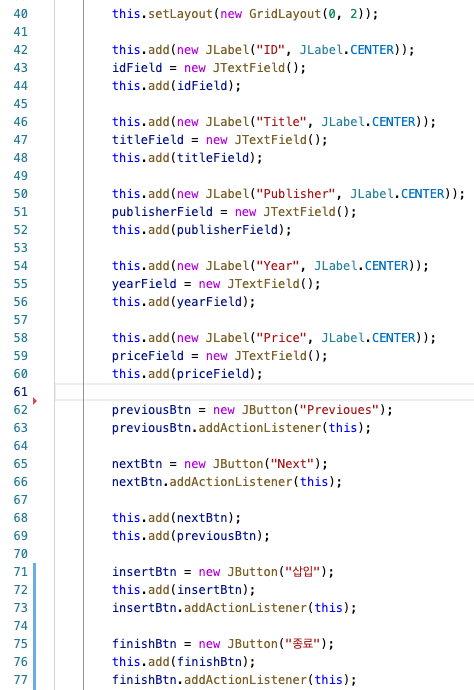 40 this.setLayout(new GridLayout(0, 2));
41
42 this.add(new JLabel("ID", JLabel.CENTER));
43 idField = new JTextField();
44 this.add(idField);
45
46 this.add(new JLabel("Title", JLabel.CENTER));
47 titleField = new JTextField();
48 this.add(titleField);
49
50 this.add(new JLabel("Publisher", JLabel.CENTER));
51 publisherField = new JTextField();
52 this.add(publisherField);
53
54 this.add(new JLabel("Year", JLabel.CENTER));
55 yearField = new JTextField();
56 this.add(yearField);
57
58 this.add(new JLabel("Price", JLabel.CENTER));
59 priceField = new JTextField();
60 this.add(priceField);
61
62 previousBtn = new JButton("Previoues");
63 previousBtn.addActionListener(this);
64
65 nextBtn = new JButton("Next");
66 nextBtn.addActionListener(this);
67
68 this.add(nextBtn);
69 this.add(previousBtn);
70
71 insertBtn = new JButton("삽입");
72 this.add(insertBtn);
73 insertBtn.addActionListener(this);
74
75 finishBtn = new JButton("종료");
76 this.add(finishBtn);
77 finishBtn.addActionListener(this);